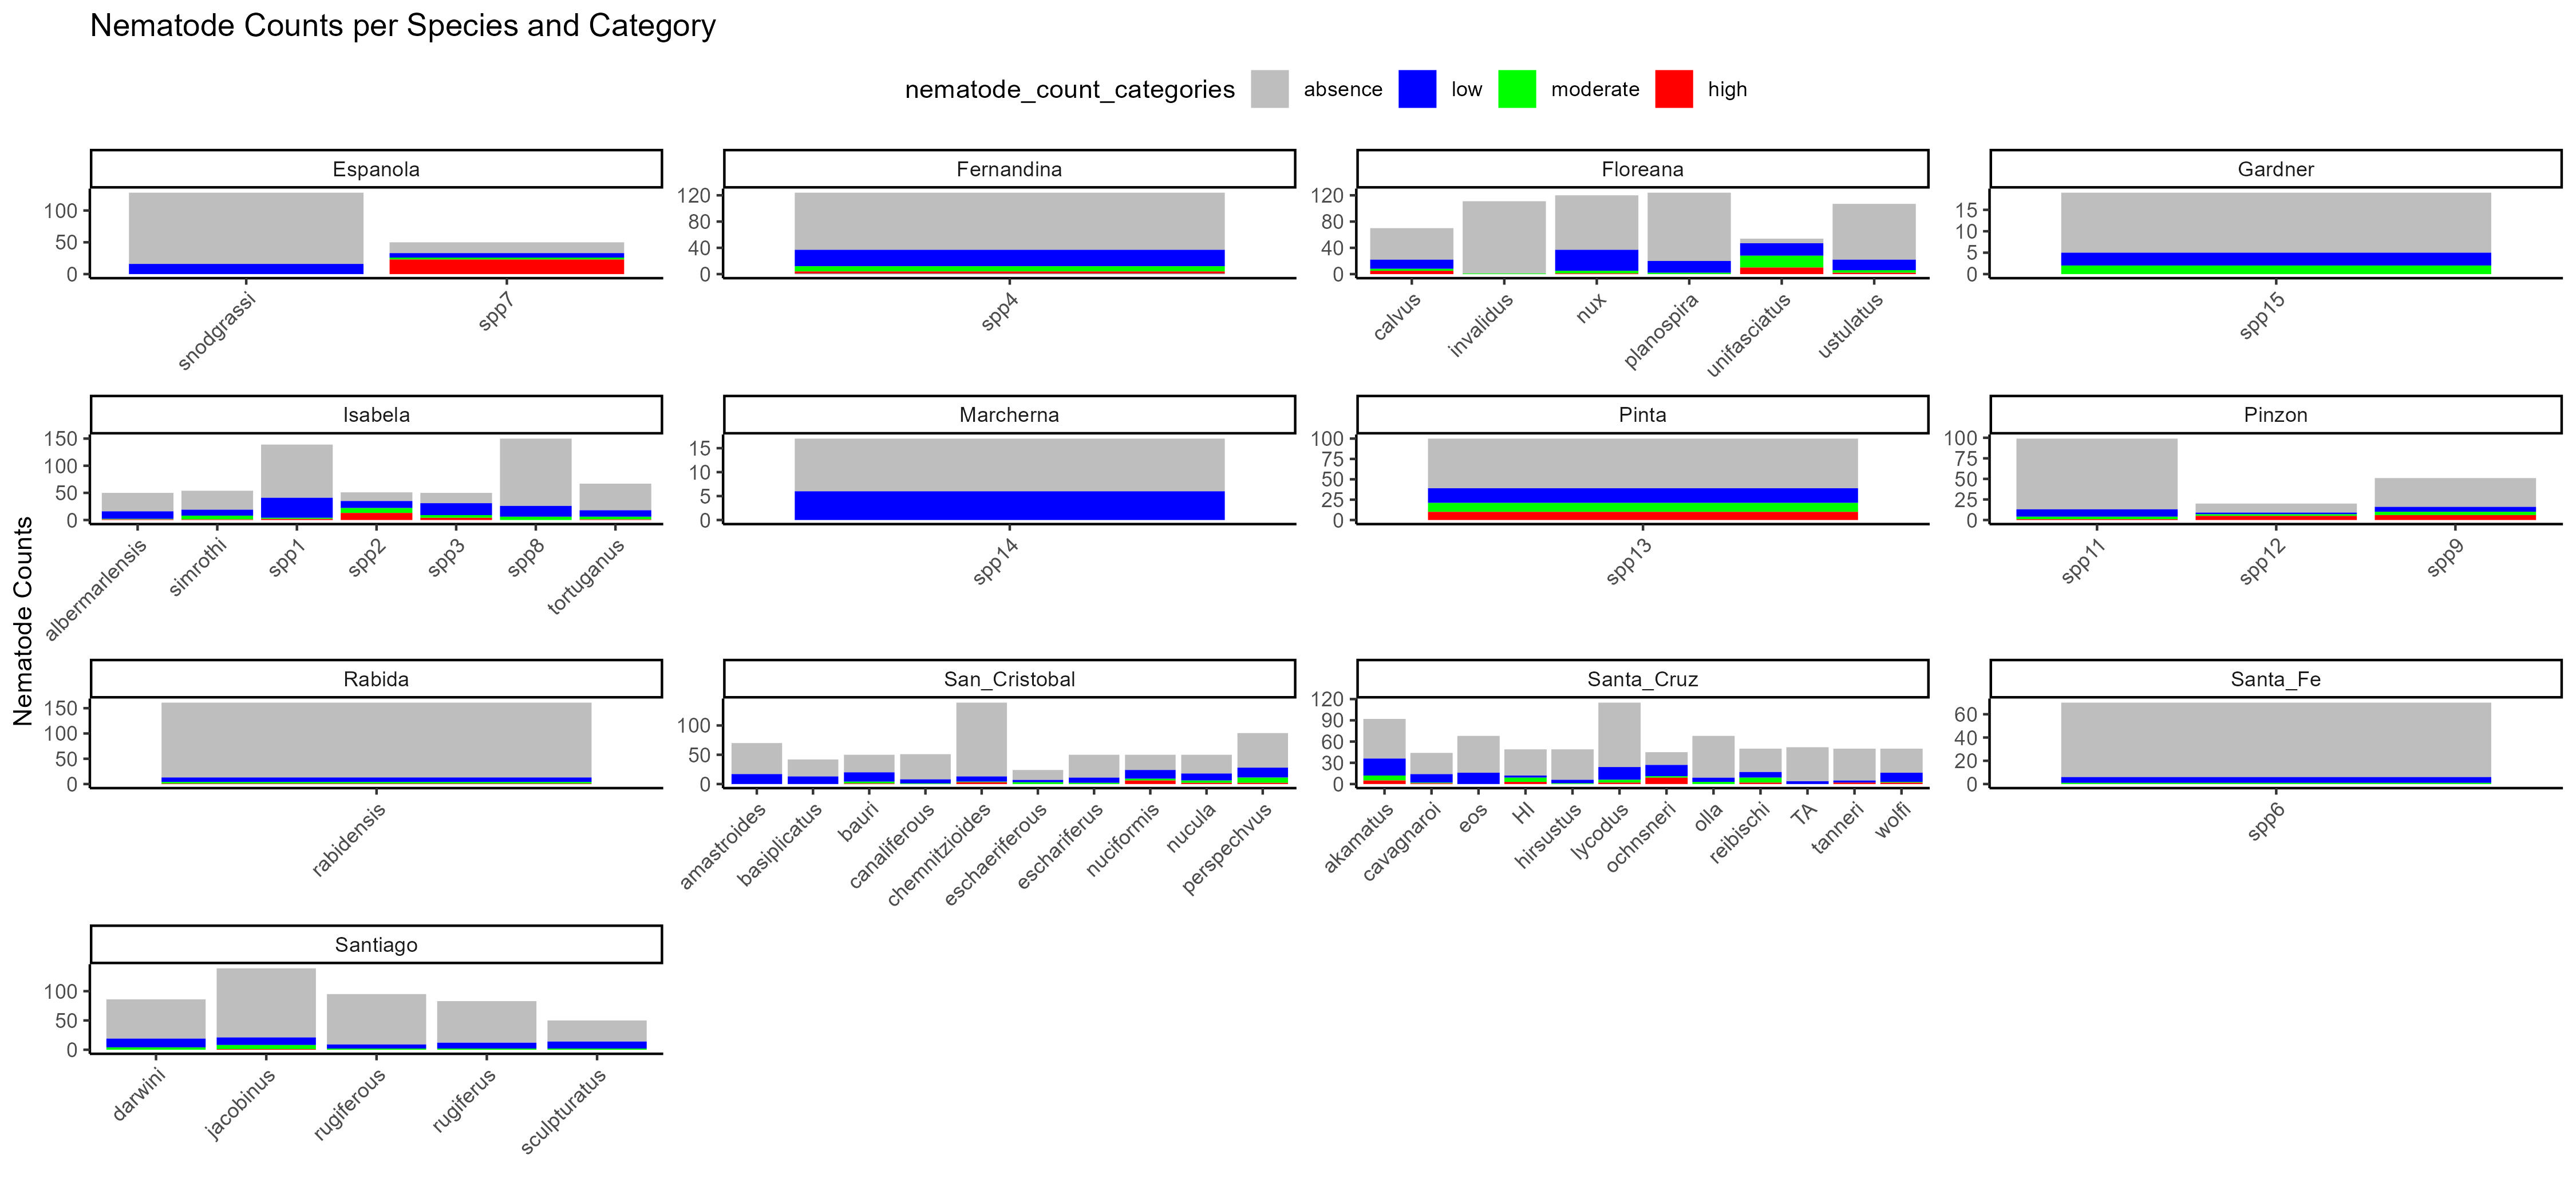 Nematode Counts per Species and Category
nematode_count_categories absence low moderate high
Nematode Counts
Espanola
100
50
0
snodgrassi spp7
Fernandina
120
80
40
0
spp4
Floreana
120
80
40
0
calvus invalidus nux planospira unifasciatus ustulatus
Gardner
15
10
5
0
spp15
Isabela
150
100
50
0
albermarlensis simrothi spp1 spp2 spp3 spp8 tortuganus
Marcherna
15
10
5
0
spp14
Pinta
100
75
50
25
0
spp13
Pinzon
100
75
50
25
0
spp11 spp12 spp9
Rabida
150
100
50
0
rabidensis
San_Cristobal
100
50
0
amastroides basiplicatus bauri canaliferous chemnitzioides eschaeriferous eschariferus nuciformis nucula perspechvus
Santa_Cruz
120
90
60
30
0
akamatus cavagnaroi eos HI hirsustus lycodus ochnsneri olla reibischi TA tanneri wolfi
Santa_Fe
60
40
20
0
spp6
Santiago
100
50
0
darwini jacobinus rugiferous rugiferus sculpturatus